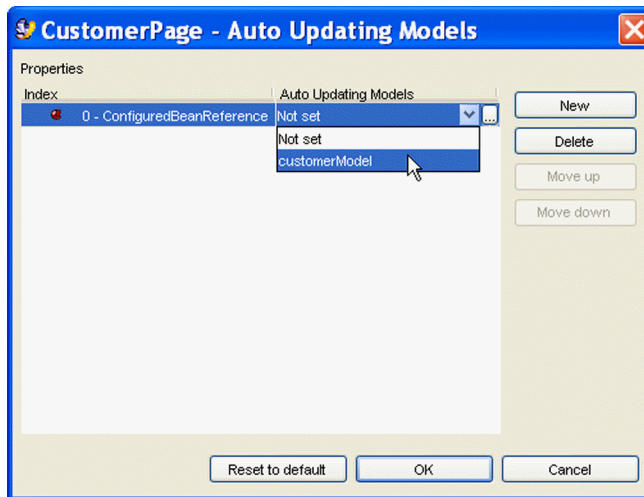 CustomerPage - Auto Updating Models
Properties
Index Auto Updating Models
0 - ConfiguredBeanReference Not set ...
Not set
customerModel
New
Delete
Move up
Move down
Reset to default OK Cancel